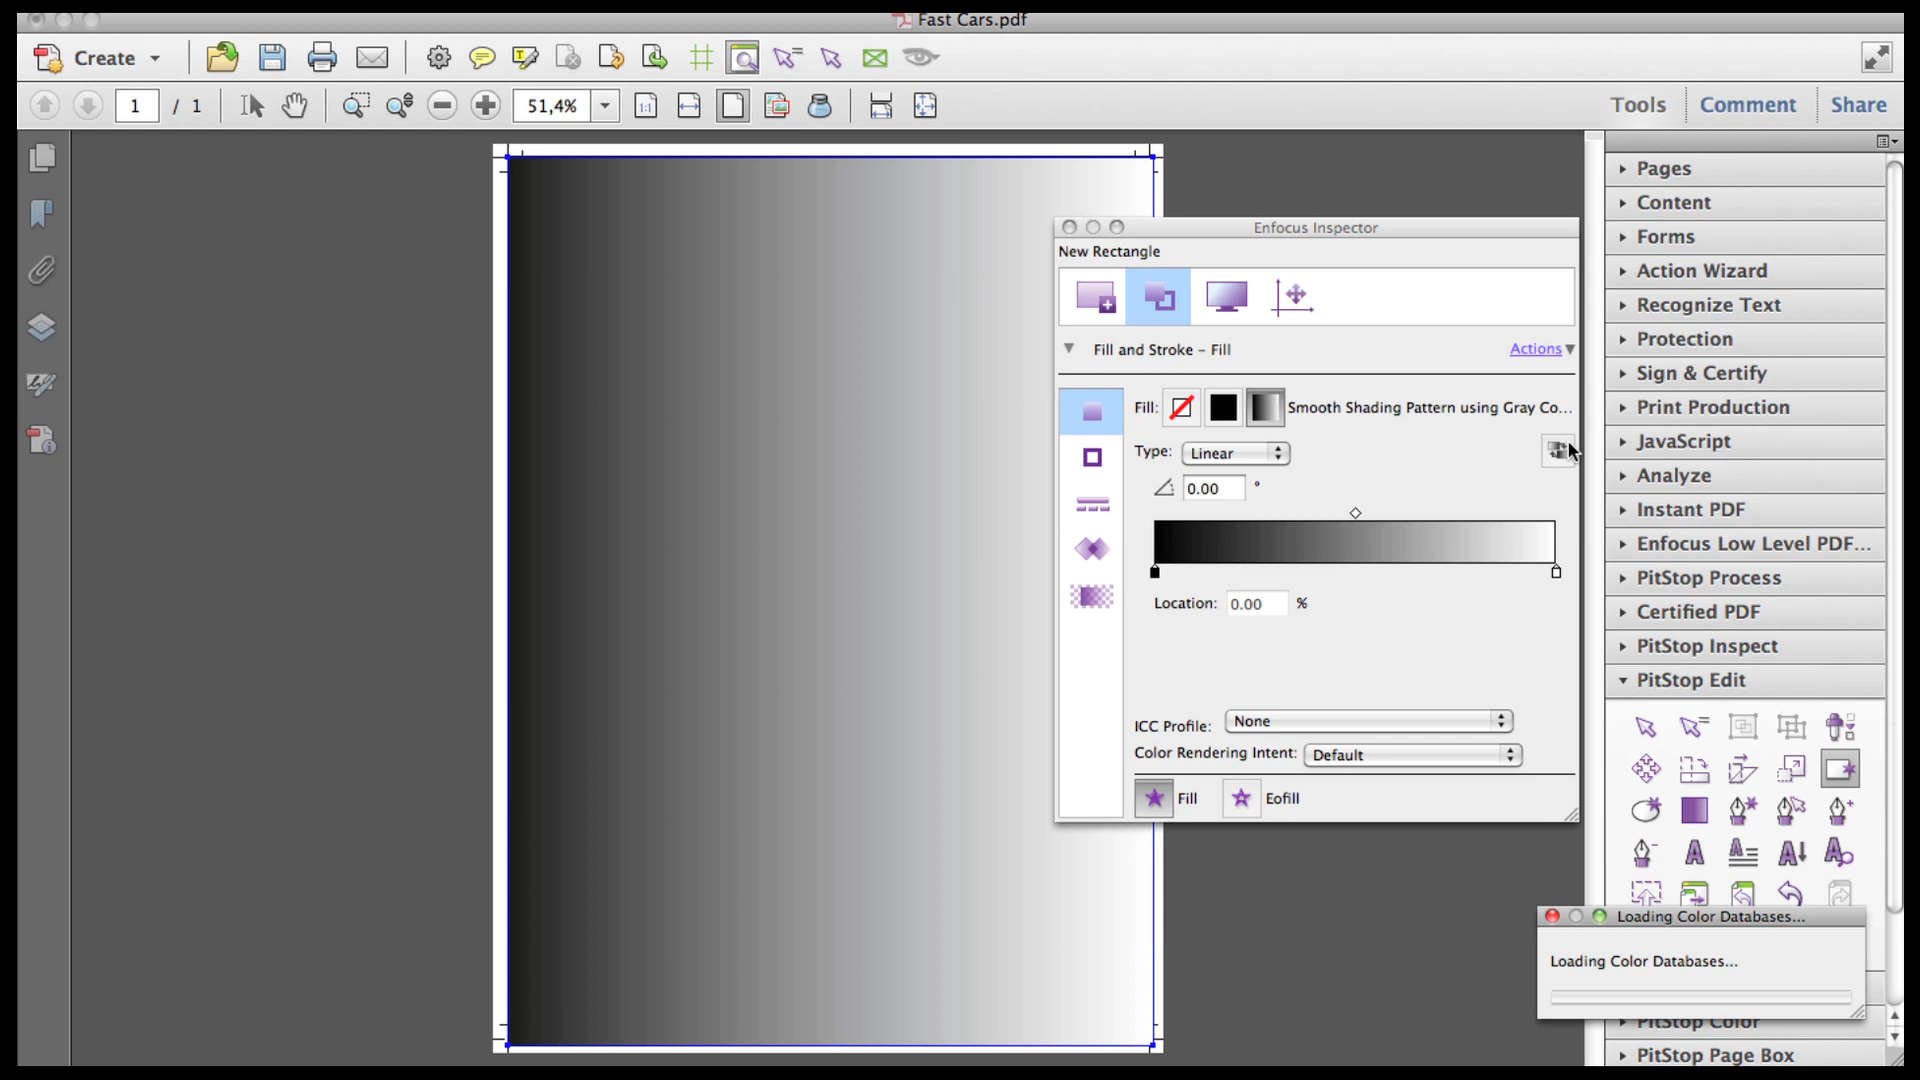 Fast Cars.pdf
Create
1 / 1
51,4%
Tools
Comment
Share
Pages
Content
Forms
Action Wizard
Recognize Text
Protection
Sign & Certify
Print Production
JavaScript
Analyze
Instant PDF
Enfocus Low Level PDF...
PitStop Process
Certified PDF
PitStop Inspect
PitStop Edit
Enfocus Inspector
New Rectangle
Fill and Stroke – Fill
Actions
Fill:
Smooth Shading Pattern using Gray Co...
Type:
Linear
0.00 °
Location: 0.00 %
ICC Profile: None
Color Rendering Intent: Default
Fill
Eofill
Loading Color Databases...
Loading Color Databases...
PitStop Color
PitStop Page Box